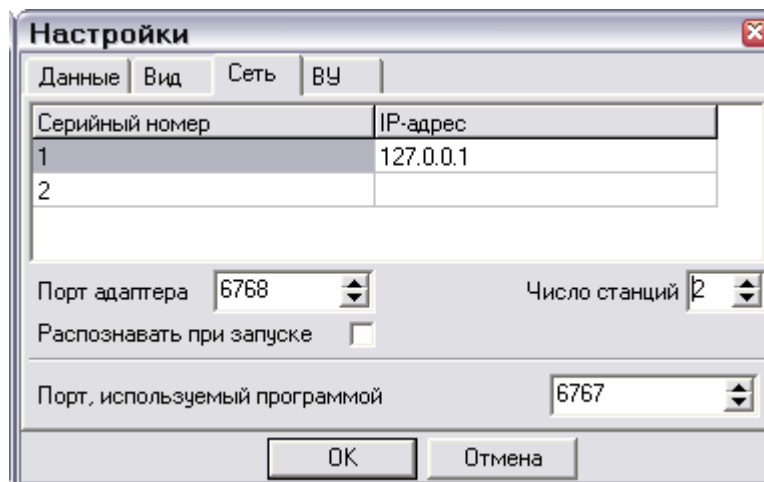 Настройки
Данные Вид Сеть ВУ
Серийный номер IP-адрес
1 127.0.0.1
2
Порт адаптера 6768 Число станций 2
Распознавать при запуске
Порт, используемый программой 6767
OK Отмена